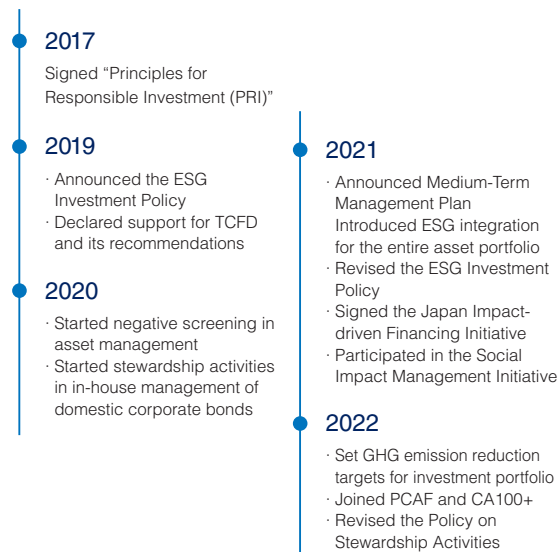 2017
Signed “Principles for
Responsible Investment (PRI)”
2019
· Announced the ESG
Investment Policy
· Declared support for TCFD
and its recommendations
2020
· Started negative screening in
asset management
· Started stewardship activities
in in-house management of
domestic corporate bonds
2021
· Announced Medium-Term
Management Plan
Introduced ESG integration
for the entire asset portfolio
· Revised the ESG Investment
Policy
· Signed the Japan Impact-
driven Financing Initiative
· Participated in the Social
Impact Management Initiative
2022
· Set GHG emission reduction
targets for investment portfolio
· Joined PCAF and CA100+
· Revised the Policy on
Stewardship Activities